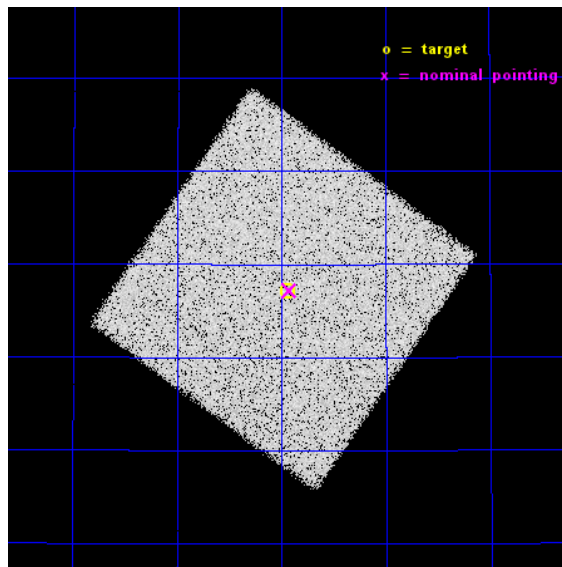 o = target
x = nominal pointing